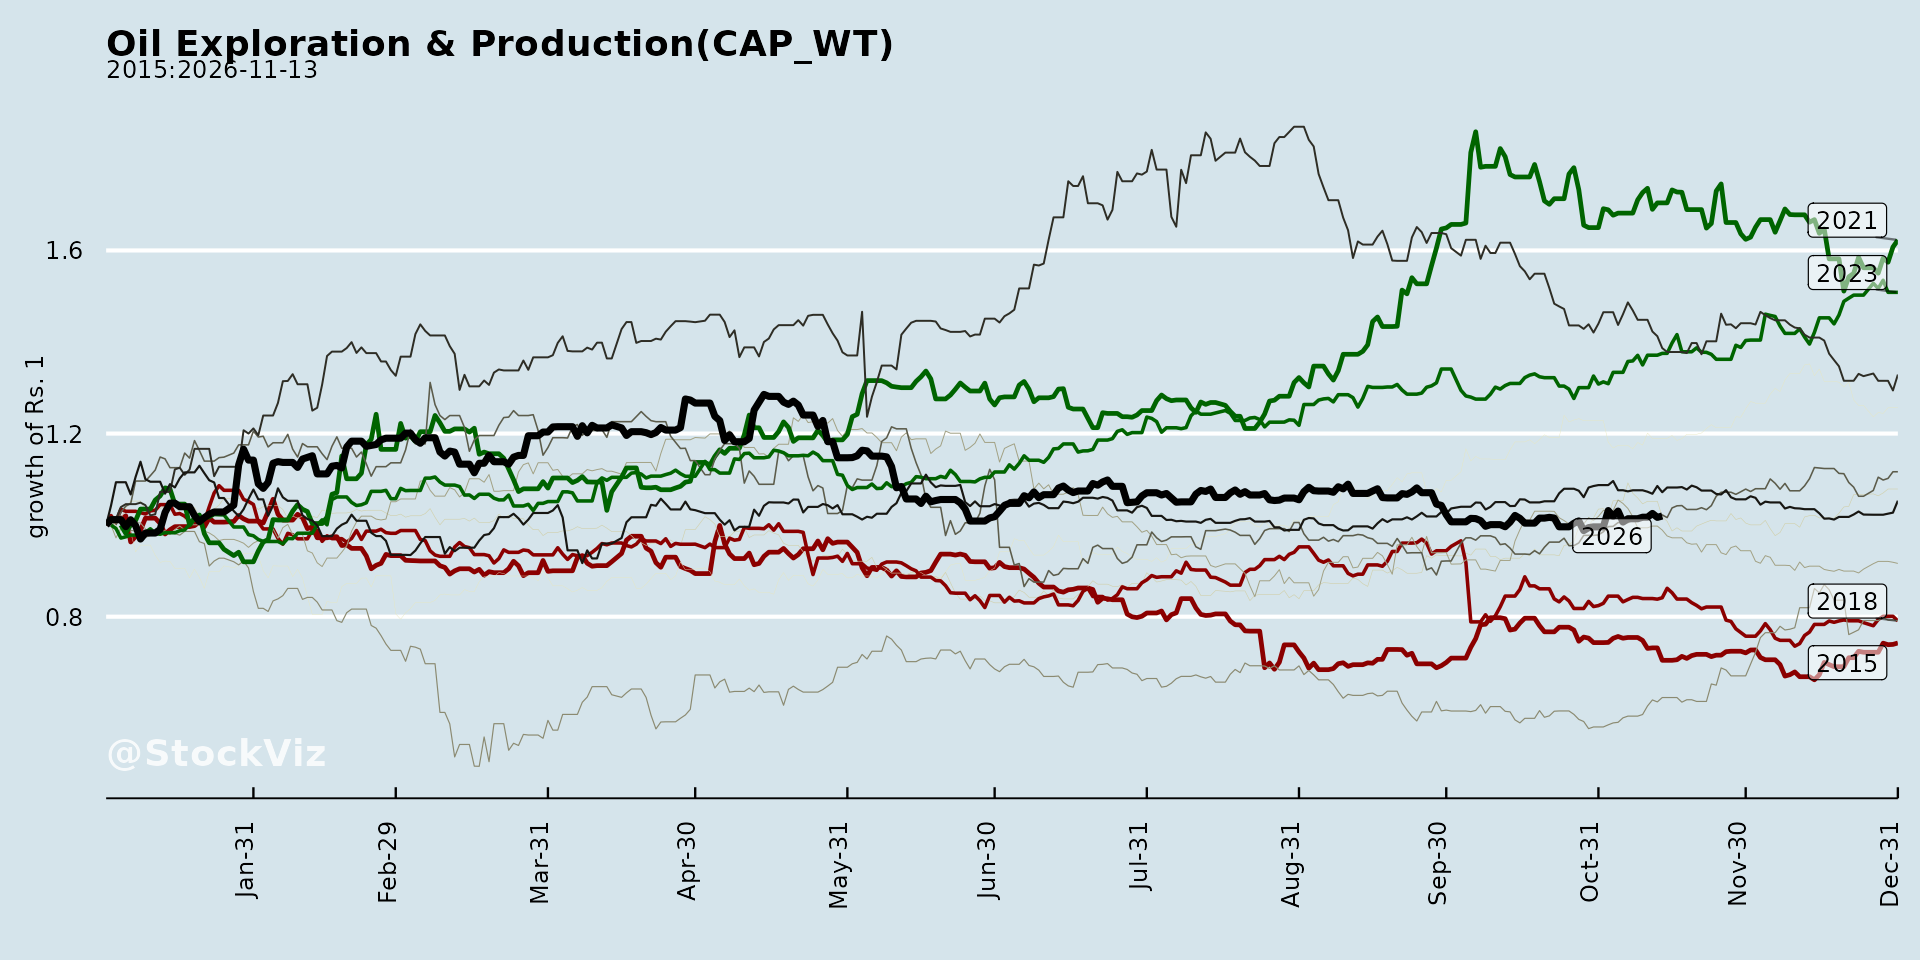 Oil Exploration & Production(CAP_WT)
2015:2026-11-13
growth of Rs. 1
1.6
1.2
0.8
2021
2023
2026
2018
2015
@StockViz
Jan-31
Feb-29
Mar-31
Apr-30
May-31
Jun-30
Jul-31
Aug-31
Sep-30
Oct-31
Nov-30
Dec-31